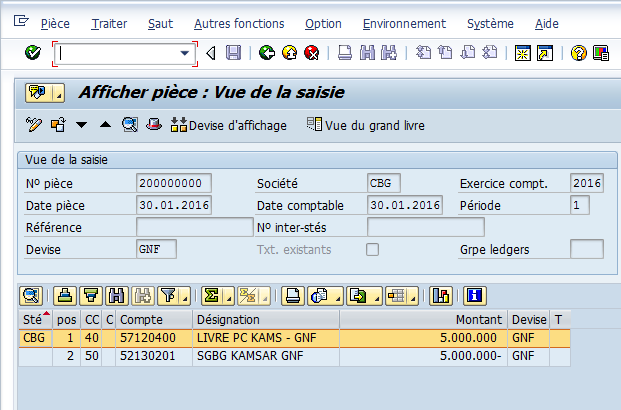 Pièce Traiter Saut Autres fonctions Option Environnement Système Aide
Afficher pièce : Vue de la saisie
Devise d'affichage Vue du grand livre
Vue de la saisie
Nº pièce 200000000 Société CBG Exercice compt. 2016
Date pièce 30.01.2016 Date comptable 30.01.2016 Période 1
Référence Nº inter-stés
Devise GNF Txt. existants Grpe ledgers
Sté pos CC C Compte Désignation Montant Devise T
CBG 1 40 57120400 LIVRE PC KAMS - GNF 5.000.000 GNF
2 50 52130201 SGBG KAMSAR GNF 5.000.000- GNF